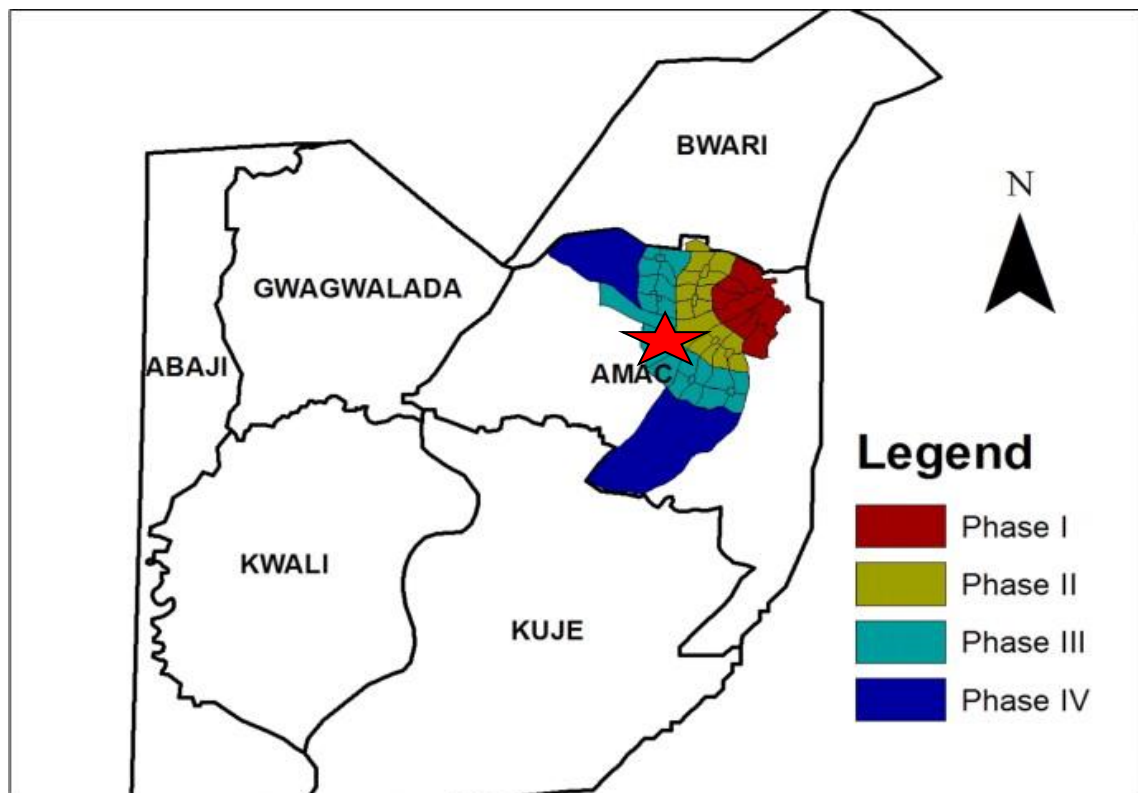 BWARI
N
GWAGWALADA
ABAJI
AMAC
Legend
Phase I
Phase II
Phase III
Phase IV
KWALI
KUJE